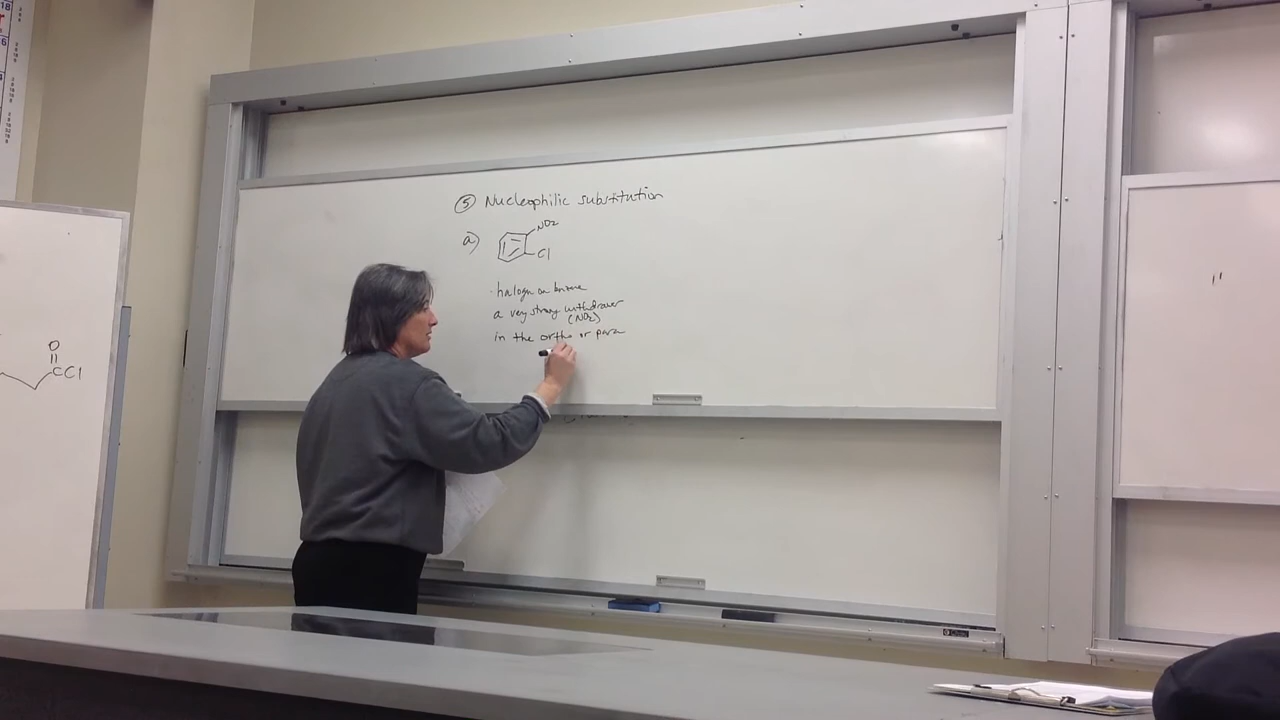 ⑤ Nucleophilic substitution
a)
NO2
Cl
· halogen on benzene
a very strong withdrawer
(NO2)
in the ortho or para
O
CCl